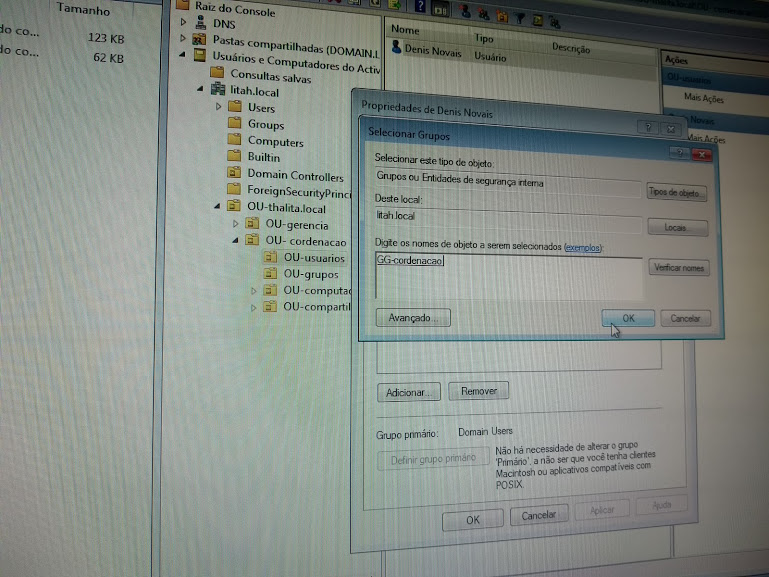 Tamanho
do co...
123 KB
do co...
62 KB
Raiz do Console
DNS
Pastas compartilhadas (DOMAIN.L
Usuários e Computadores do Activ
Consultas salvas
litah.local
Users
Groups
Computers
Builtin
Domain Controllers
ForeignSecurityPrinci
OU-thalita.local
OU-gerencia
OU- cordenacao
OU-usuarios
OU-grupos
OU-computac
OU-compartil
Nome
Tipo
Descrição
Denis Novais
Usuário
Ações
OU-usuarios
Mais Ações
Novais
Mais Ações
Propriedades de Denis Novais
Selecionar Grupos
Selecionar este tipo de objeto:
Grupos ou Entidades de segurança interna
Tipos de objeto...
Deste local:
litah.local
Locais...
Digite os nomes de objeto a serem selecionados (exemplos):
GG-cordenacao
Verificar nomes
Avançado...
OK
Cancelar
Adicionar...
Remover
Grupo primário:
Domain Users
Definir grupo primário
Não há necessidade de alterar o grupo
'Primário', a não ser que você tenha clientes
Macintosh ou aplicativos compatíveis com
POSIX.
OK
Cancelar
Aplicar
Ajuda